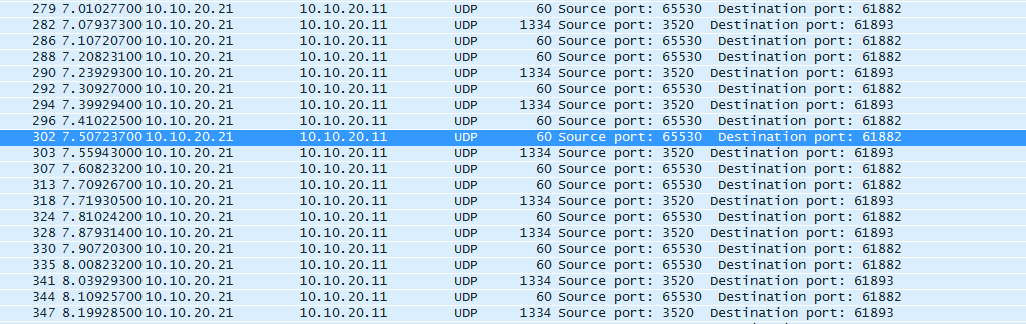 279 7.01027700 10.10.20.21 10.10.20.11 UDP 60 Source port: 65530 Destination port: 61882
282 7.07937300 10.10.20.21 10.10.20.11 UDP 1334 Source port: 3520 Destination port: 61893
286 7.10720700 10.10.20.21 10.10.20.11 UDP 60 Source port: 65530 Destination port: 61882
288 7.20823100 10.10.20.21 10.10.20.11 UDP 60 Source port: 65530 Destination port: 61882
290 7.23929300 10.10.20.21 10.10.20.11 UDP 1334 Source port: 3520 Destination port: 61893
292 7.30927000 10.10.20.21 10.10.20.11 UDP 60 Source port: 65530 Destination port: 61882
294 7.39929400 10.10.20.21 10.10.20.11 UDP 1334 Source port: 3520 Destination port: 61893
296 7.41022500 10.10.20.21 10.10.20.11 UDP 60 Source port: 65530 Destination port: 61882
302 7.50723700 10.10.20.21 10.10.20.11 UDP 60 Source port: 65530 Destination port: 61882
303 7.55943000 10.10.20.21 10.10.20.11 UDP 1334 Source port: 3520 Destination port: 61893
307 7.60823200 10.10.20.21 10.10.20.11 UDP 60 Source port: 65530 Destination port: 61882
313 7.70926700 10.10.20.21 10.10.20.11 UDP 60 Source port: 65530 Destination port: 61882
318 7.71930500 10.10.20.21 10.10.20.11 UDP 1334 Source port: 3520 Destination port: 61893
324 7.81024200 10.10.20.21 10.10.20.11 UDP 60 Source port: 65530 Destination port: 61882
328 7.87931400 10.10.20.21 10.10.20.11 UDP 1334 Source port: 3520 Destination port: 61893
330 7.90720300 10.10.20.21 10.10.20.11 UDP 60 Source port: 65530 Destination port: 61882
335 8.00823200 10.10.20.21 10.10.20.11 UDP 60 Source port: 65530 Destination port: 61882
341 8.03929300 10.10.20.21 10.10.20.11 UDP 1334 Source port: 3520 Destination port: 61893
344 8.10925700 10.10.20.21 10.10.20.11 UDP 60 Source port: 65530 Destination port: 61882
347 8.19928500 10.10.20.21 10.10.20.11 UDP 1334 Source port: 3520 Destination port: 61893